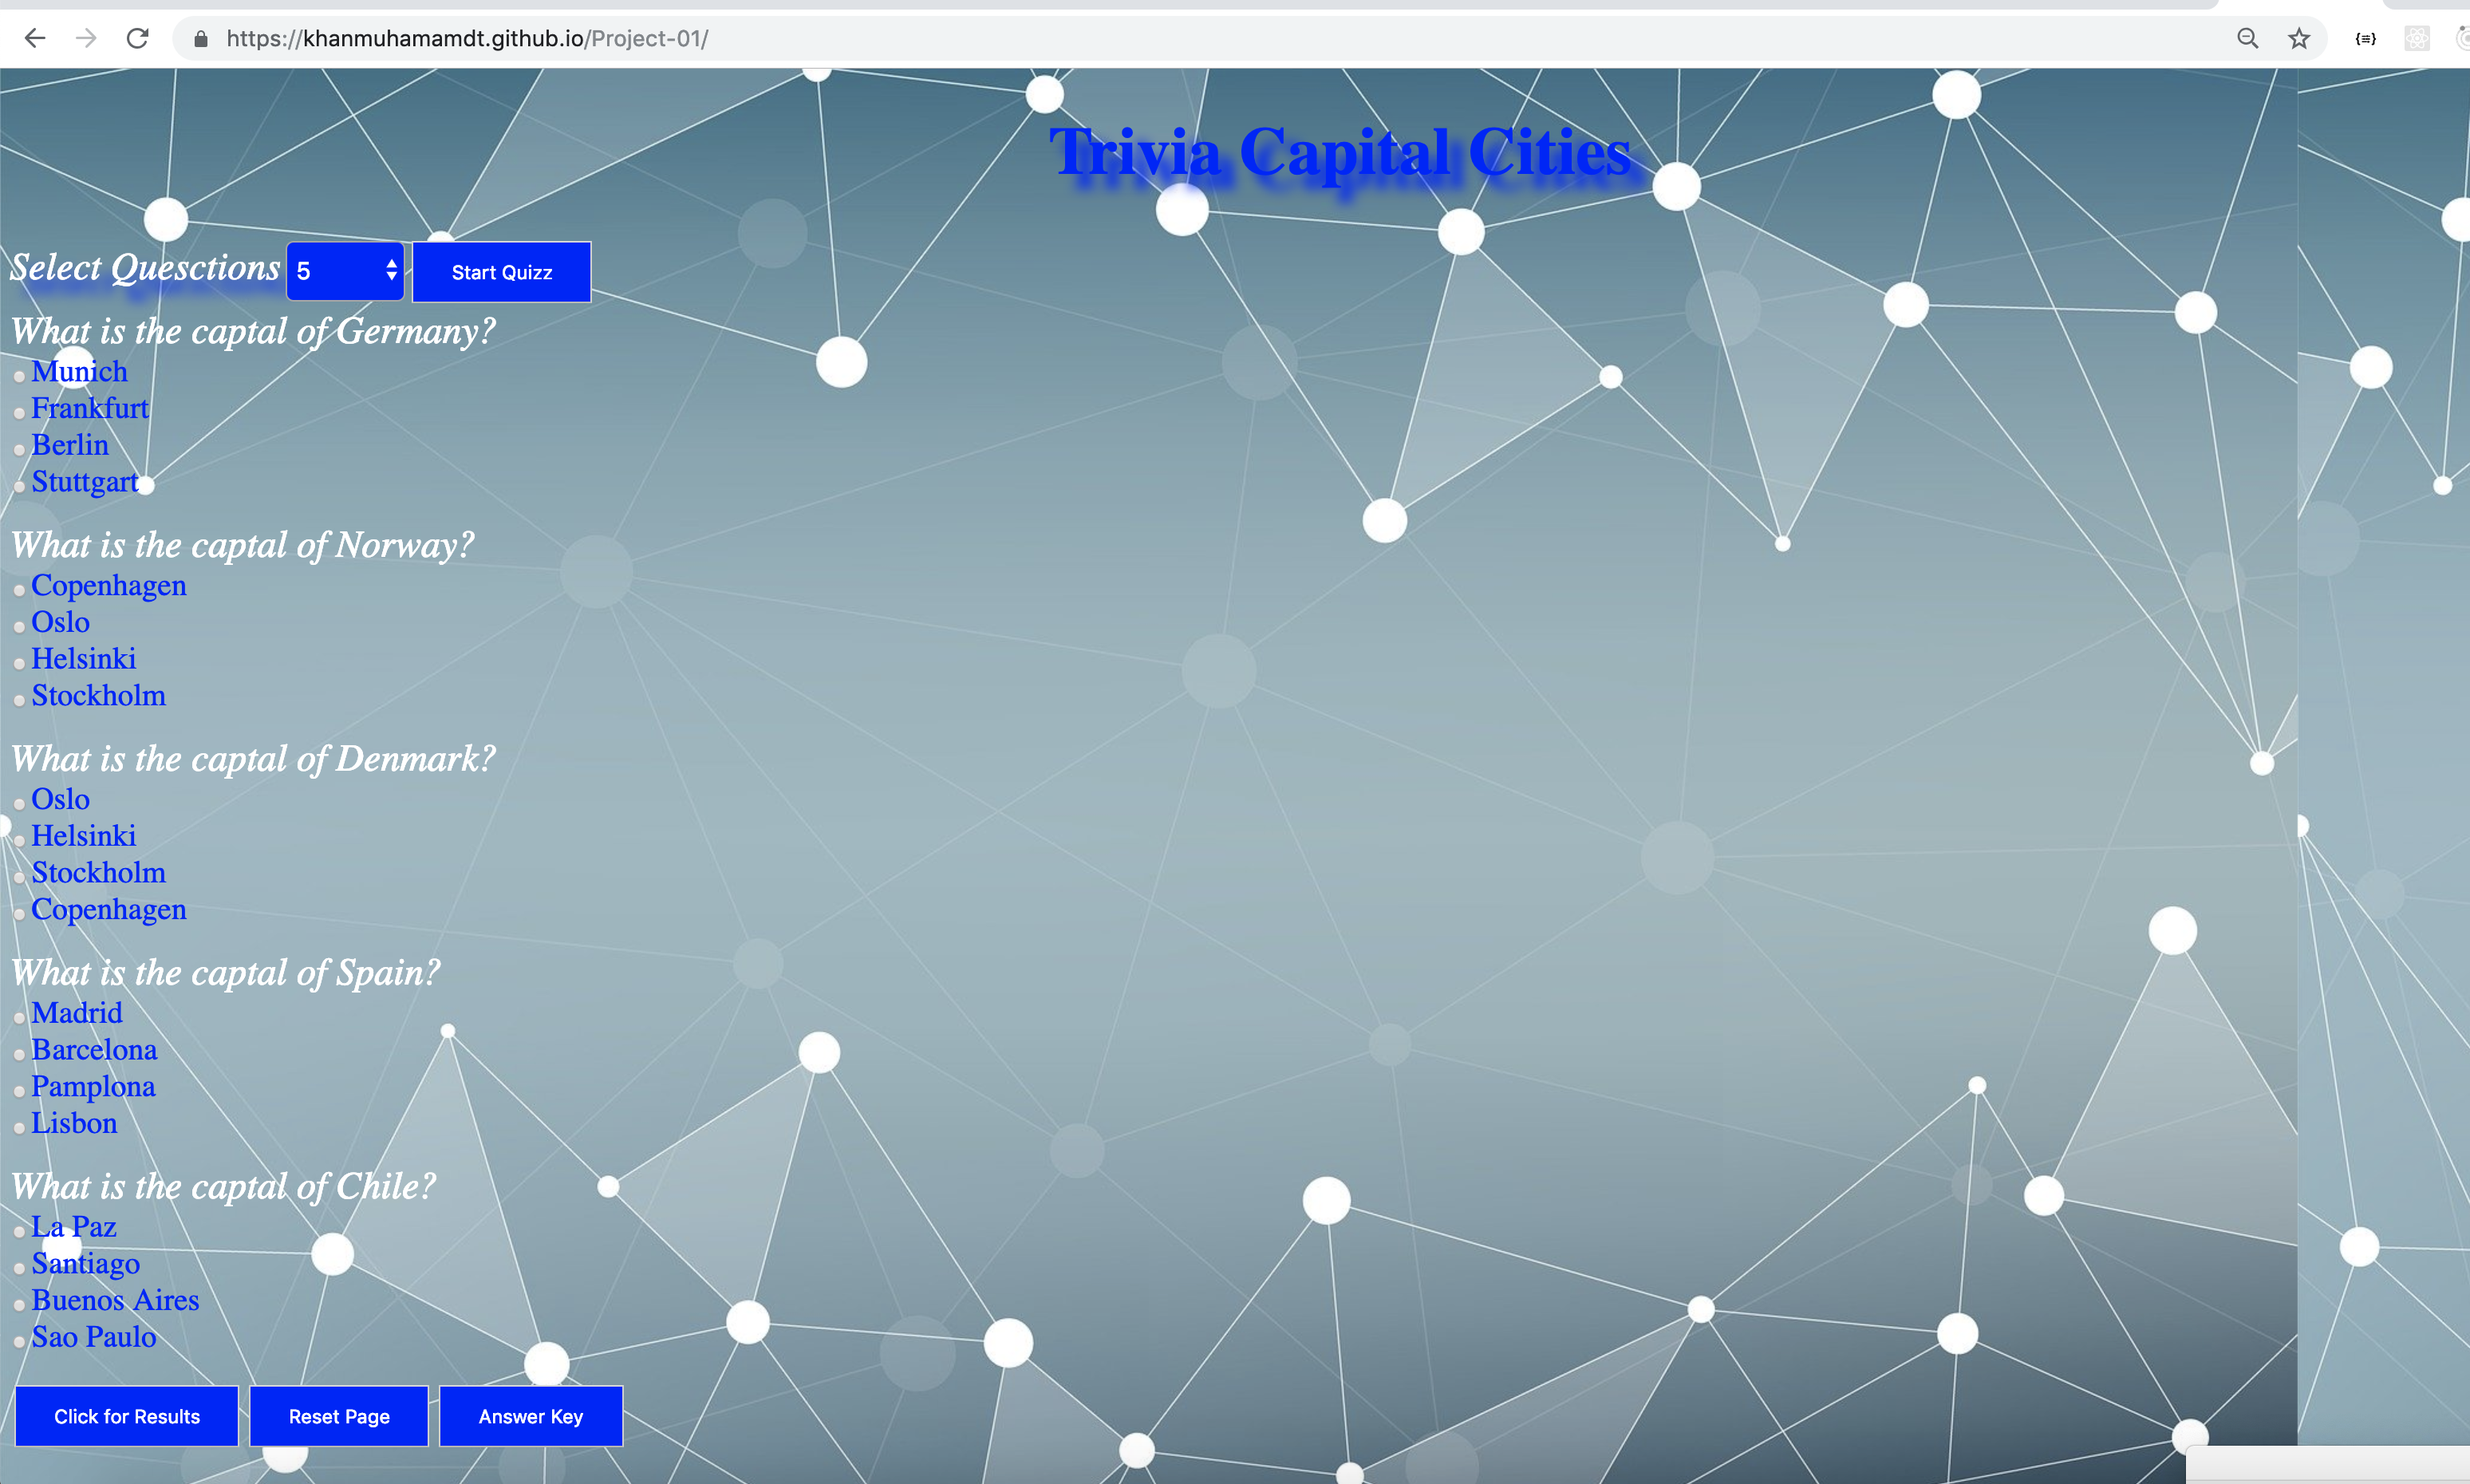 https://khanmuhamamdt.github.io/Project-01/
Trivia Capital Cities
Select Quesctions 5 Start Quizz
What is the captal of Germany?
Munich
Frankfurt
Berlin
Stuttgart
What is the captal of Norway?
Copenhagen
Oslo
Helsinki
Stockholm
What is the captal of Denmark?
Oslo
Helsinki
Stockholm
Copenhagen
What is the captal of Spain?
Madrid
Barcelona
Pamplona
Lisbon
What is the captal of Chile?
La Paz
Santiago
Buenos Aires
Sao Paulo
Click for Results Reset Page Answer Key